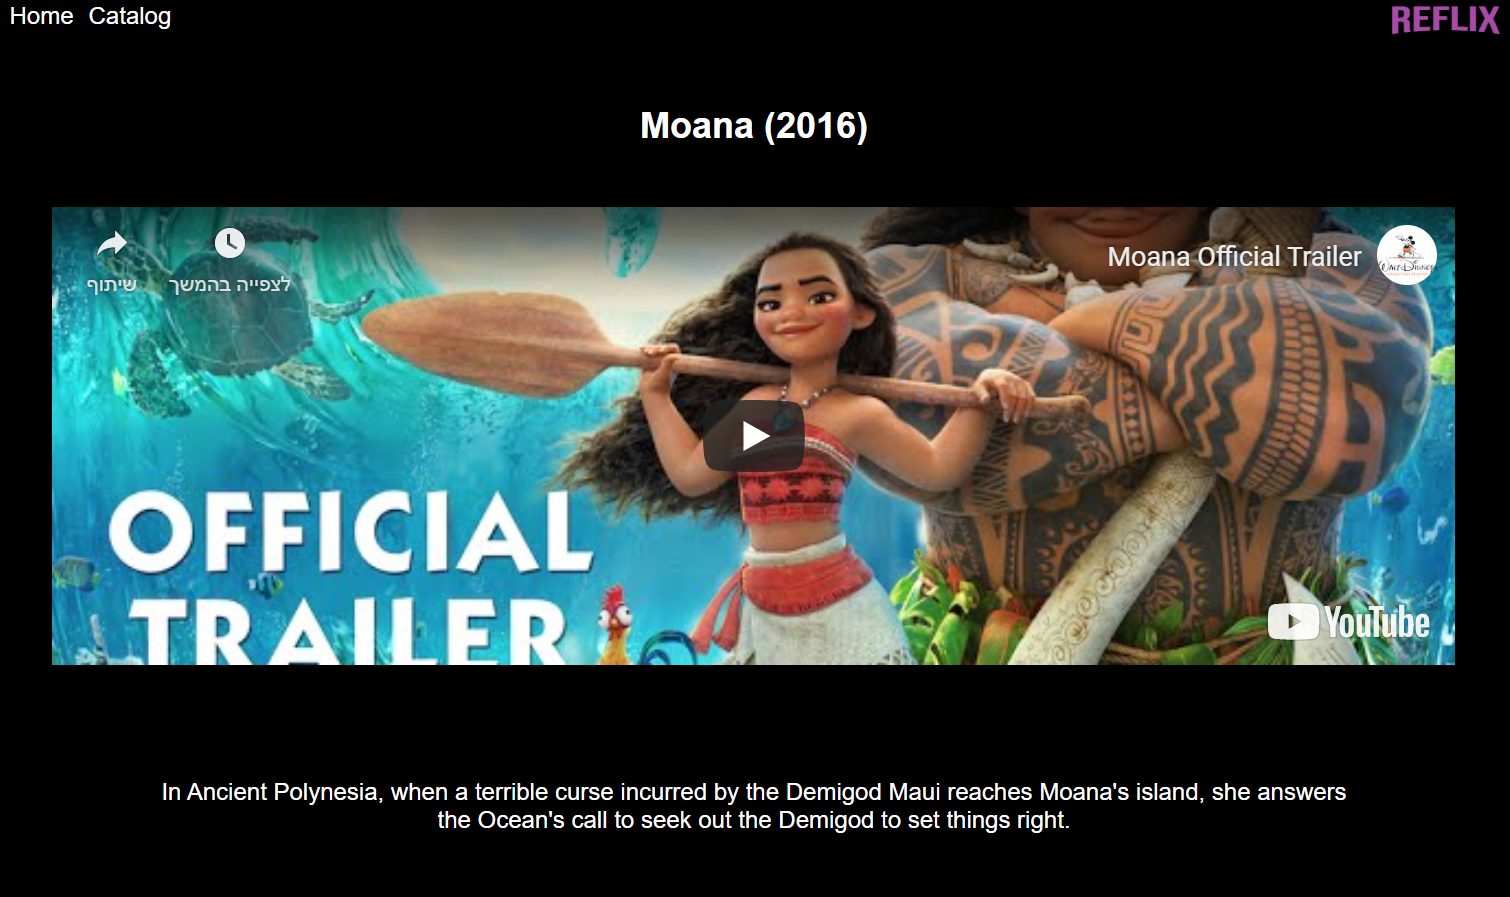 Home Catalog
REFLIX
Moana (2016)
שיתוף
לצפייה בהמשך
Moana Official Trailer
WALT DISNEY
OFFICIAL
TRAILER
YouTube
In Ancient Polynesia, when a terrible curse incurred by the Demigod Maui reaches Moana's island, she answers
the Ocean's call to seek out the Demigod to set things right.